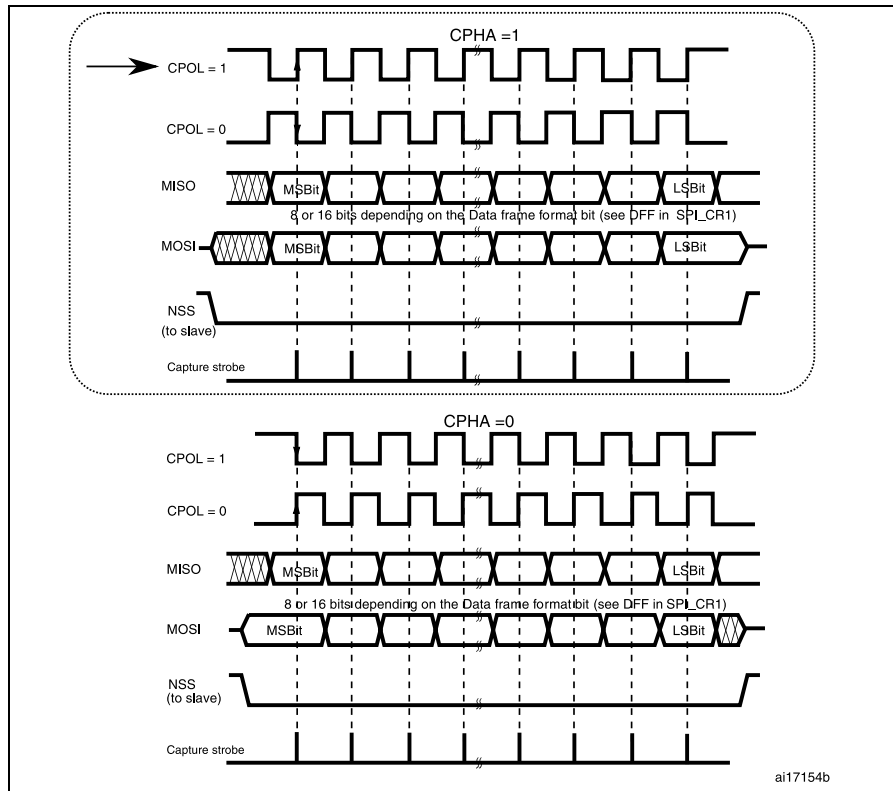 CPHA =1
CPOL = 1
CPOL = 0
MISO
MSBit
LSBit
8 or 16 bits depending on the Data frame format bit (see DFF in SPI_CR1)
MOSI
MSBit
LSBit
NSS
(to slave)
Capture strobe
CPHA =0
CPOL = 1
CPOL = 0
MISO
MSBit
LSBit
8 or 16 bits depending on the Data frame format bit (see DFF in SPI_CR1)
MOSI
MSBit
LSBit
NSS
(to slave)
Capture strobe
ai17154b